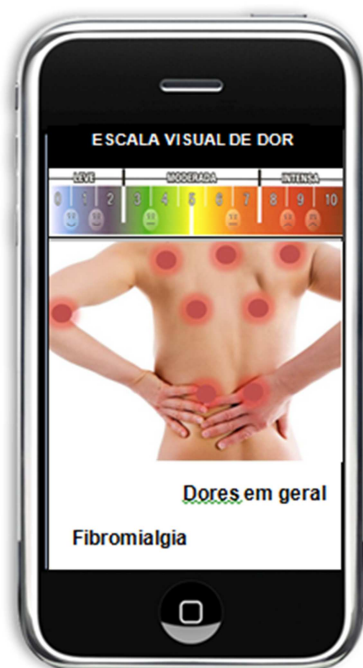 ESCALA VISUAL DE DOR
LEVE MODERADA INTENSA
0 1 2 3 4 5 6 7 8 9 10
Dores em geral
Fibromialgia